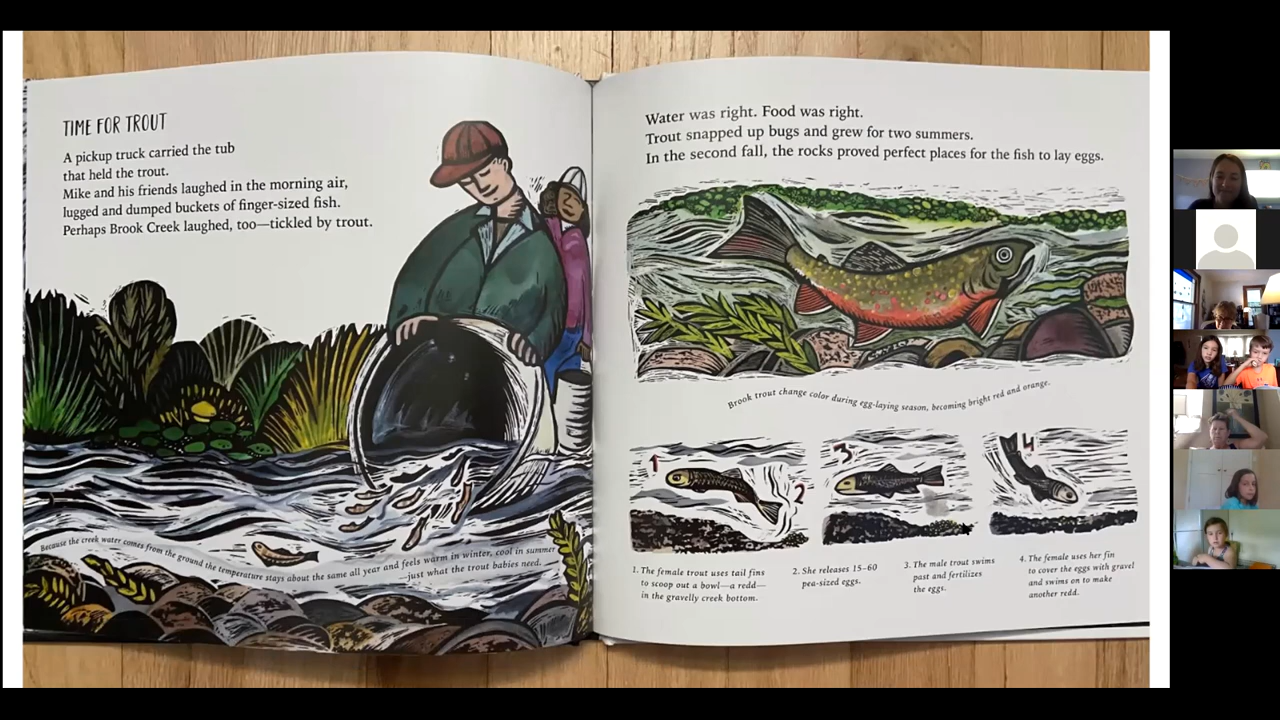 TIME FOR TROUT
A pickup truck carried the tub
that held the trout.
Mike and his friends laughed in the morning air,
lugged and dumped buckets of finger-sized fish.
Perhaps Brook Creek laughed, too—tickled by trout.
Because the creek water comes from the ground the temperature stays about the same all year and feels warm in winter, cool in summer
—just what the trout babies need.
Water was right. Food was right.
Trout snapped up bugs and grew for two summers.
In the second fall, the rocks proved perfect places for the fish to lay eggs.
Brook trout change color during egg-laying season, becoming bright red and orange.
1
2
3
4
1. The female trout uses tail fins
to scoop out a bowl—a redd—
in the gravelly creek bottom.
2. She releases 15–60
pea-sized eggs.
3. The male trout swims
past and fertilizes
the eggs.
4. The female uses her fin
to cover the eggs with gravel
and swims on to make
another redd.